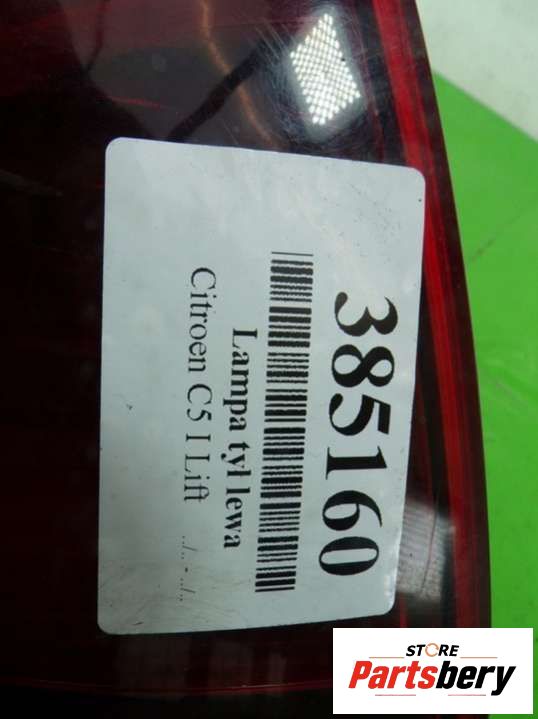 385160
Lampa tył lewa
Citroen C5 I Lift ../.. - ../..
STORE
Partsbery